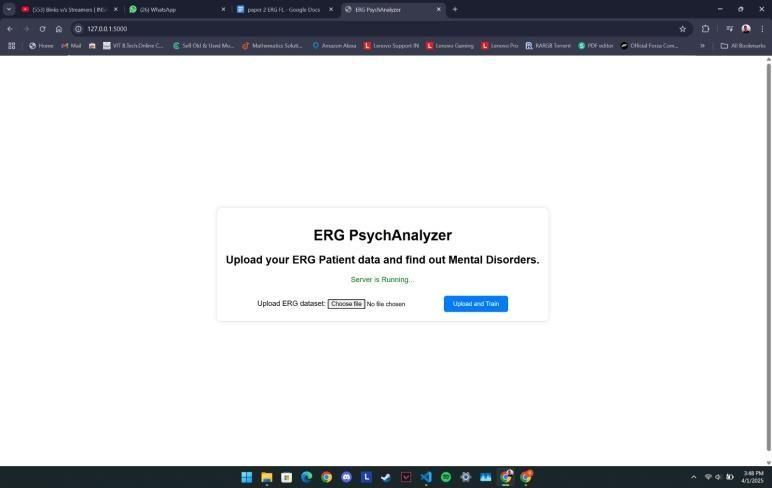 (553) Binks v/s Streamers | INS
(26) WhatsApp
paper 2 ERG FL - Google Docs
ERG PsychAnalyzer
127.0.0.1:5000
Home
Mail
VIT B.Tech.Online C...
Sell Old & Used Mo...
Mathematics Soluti...
Amazon Alexa
Lenovo Support IN
Lenovo Gaming
Lenovo Pro
RARGB Torrent
PDF editor
Official Forza Com...
All Bookmarks
ERG PsychAnalyzer
Upload your ERG Patient data and find out Mental Disorders.
Server is Running...
Upload ERG dataset: Choose file No file chosen
Upload and Train
3:48 PM
4/1/2025